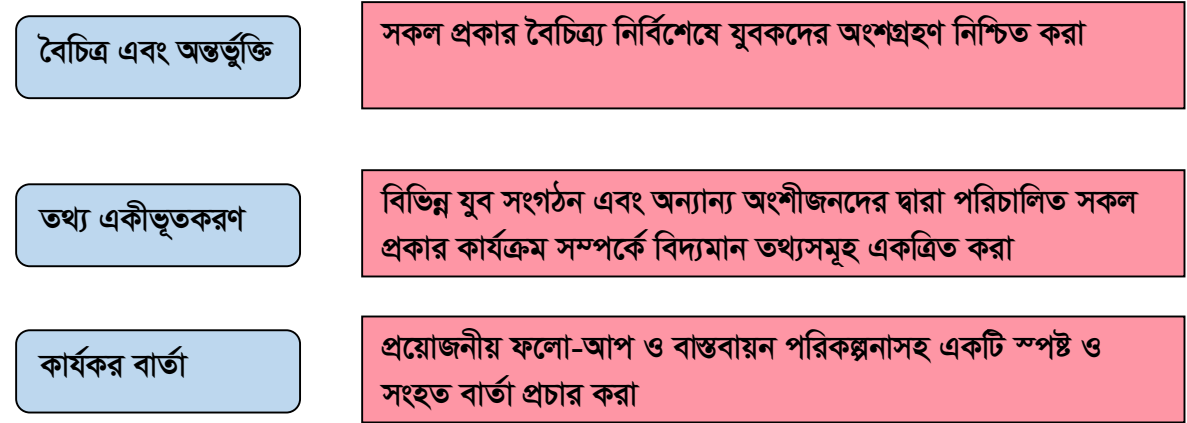 বৈচিত্র এবং অন্তর্ভুক্তি
সকল প্রকার বৈচিত্র্য নির্বিশেষে যুবকদের অংশগ্রহণ নিশ্চিত করা
তথ্য একীভূতকরণ
বিভিন্ন যুব সংগঠন এবং অন্যান্য অংশীজনদের দ্বারা পরিচালিত সকল
প্রকার কার্যক্রম সম্পর্কে বিদ্যমান তথ্যসমূহ একত্রিত করা
কার্যকর বার্তা
প্রয়োজনীয় ফলো-আপ ও বাস্তবায়ন পরিকল্পনাসহ একটি স্পষ্ট ও
সংহত বার্তা প্রচার করা